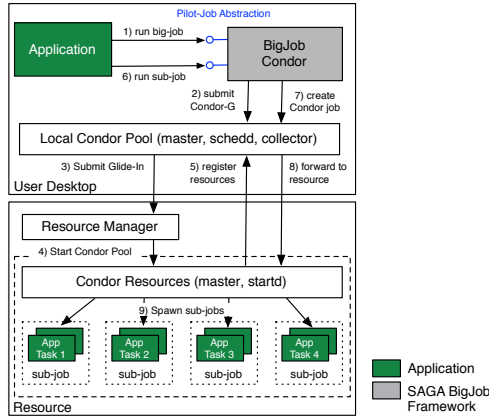 Pilot-Job Abstraction
1) run big-job
Application
BigJob
Condor
6) run sub-job
2) submit
Condor-G
7) create
Condor job
Local Condor Pool (master, schedd, collector)
3) Submit Glide-In
5) register
resources
8) forward to
resource
User Desktop
Resource Manager
4) Start Condor Pool
Condor Resources (master, startd)
9) Spawn sub-jobs
App
Task 1
App
Task 2
App
Task 3
App
Task 4
sub-job
sub-job
sub-job
sub-job
Resource
Application
SAGA BigJob
Framework